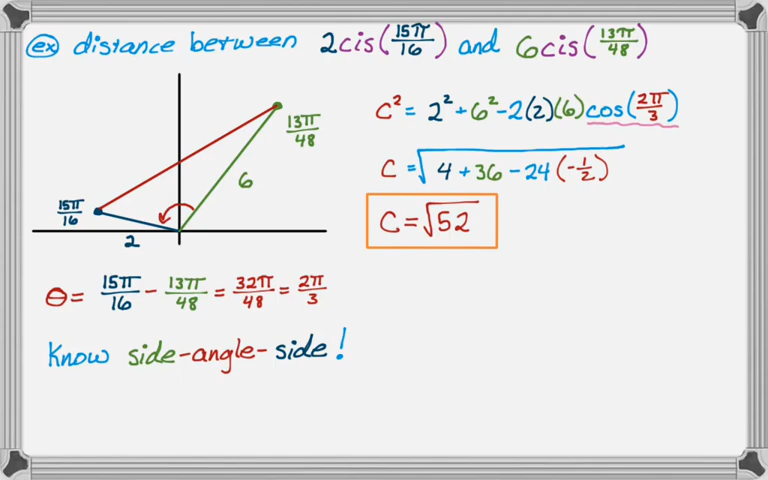 ex distance between 2cis(15π/16) and 6cis(13π/48)
13π/48
6
15π/16
2
θ = 15π/16 - 13π/48 = 32π/48 = 2π/3
Know side-angle-side!
C² = 2² + 6² - 2(2)(6)cos(2π/3)
C = √(4 + 36 - 24(-1/2))
C = √52